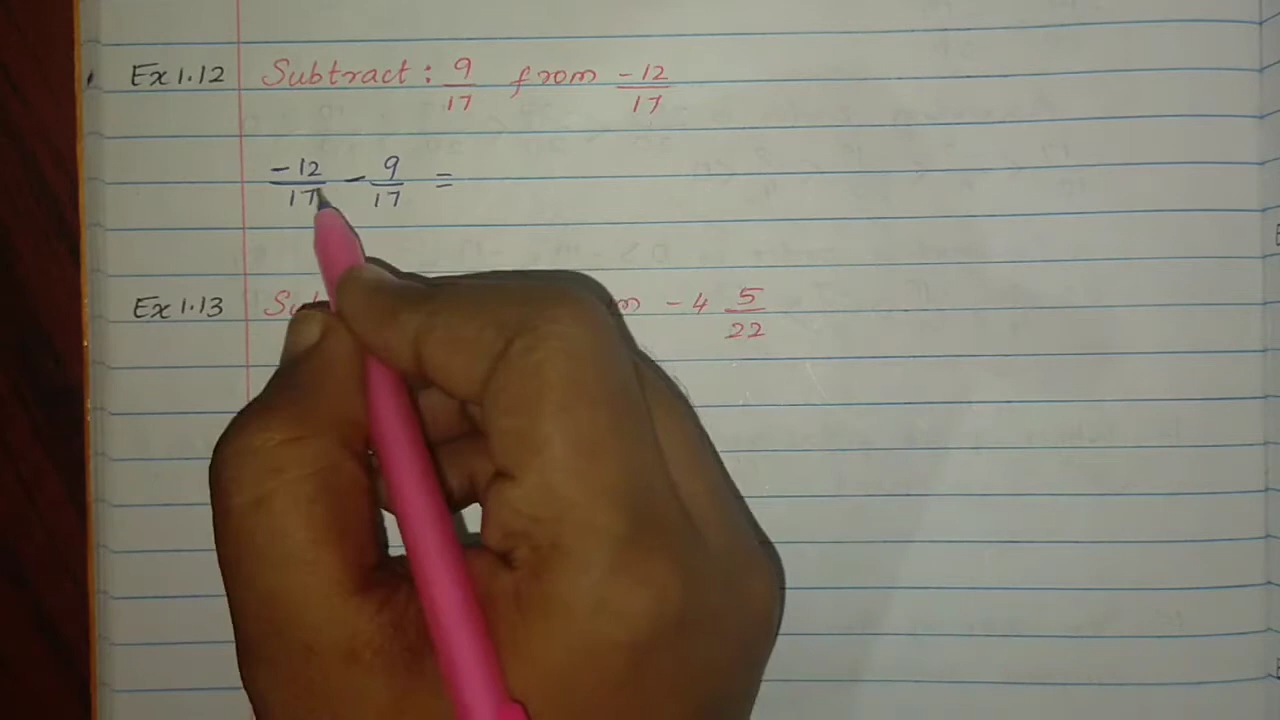 Ex 1.12 Subtract : 9/17 from -12/17
-12/17 - 9/17 =
Ex 1.13 - 4 5/22